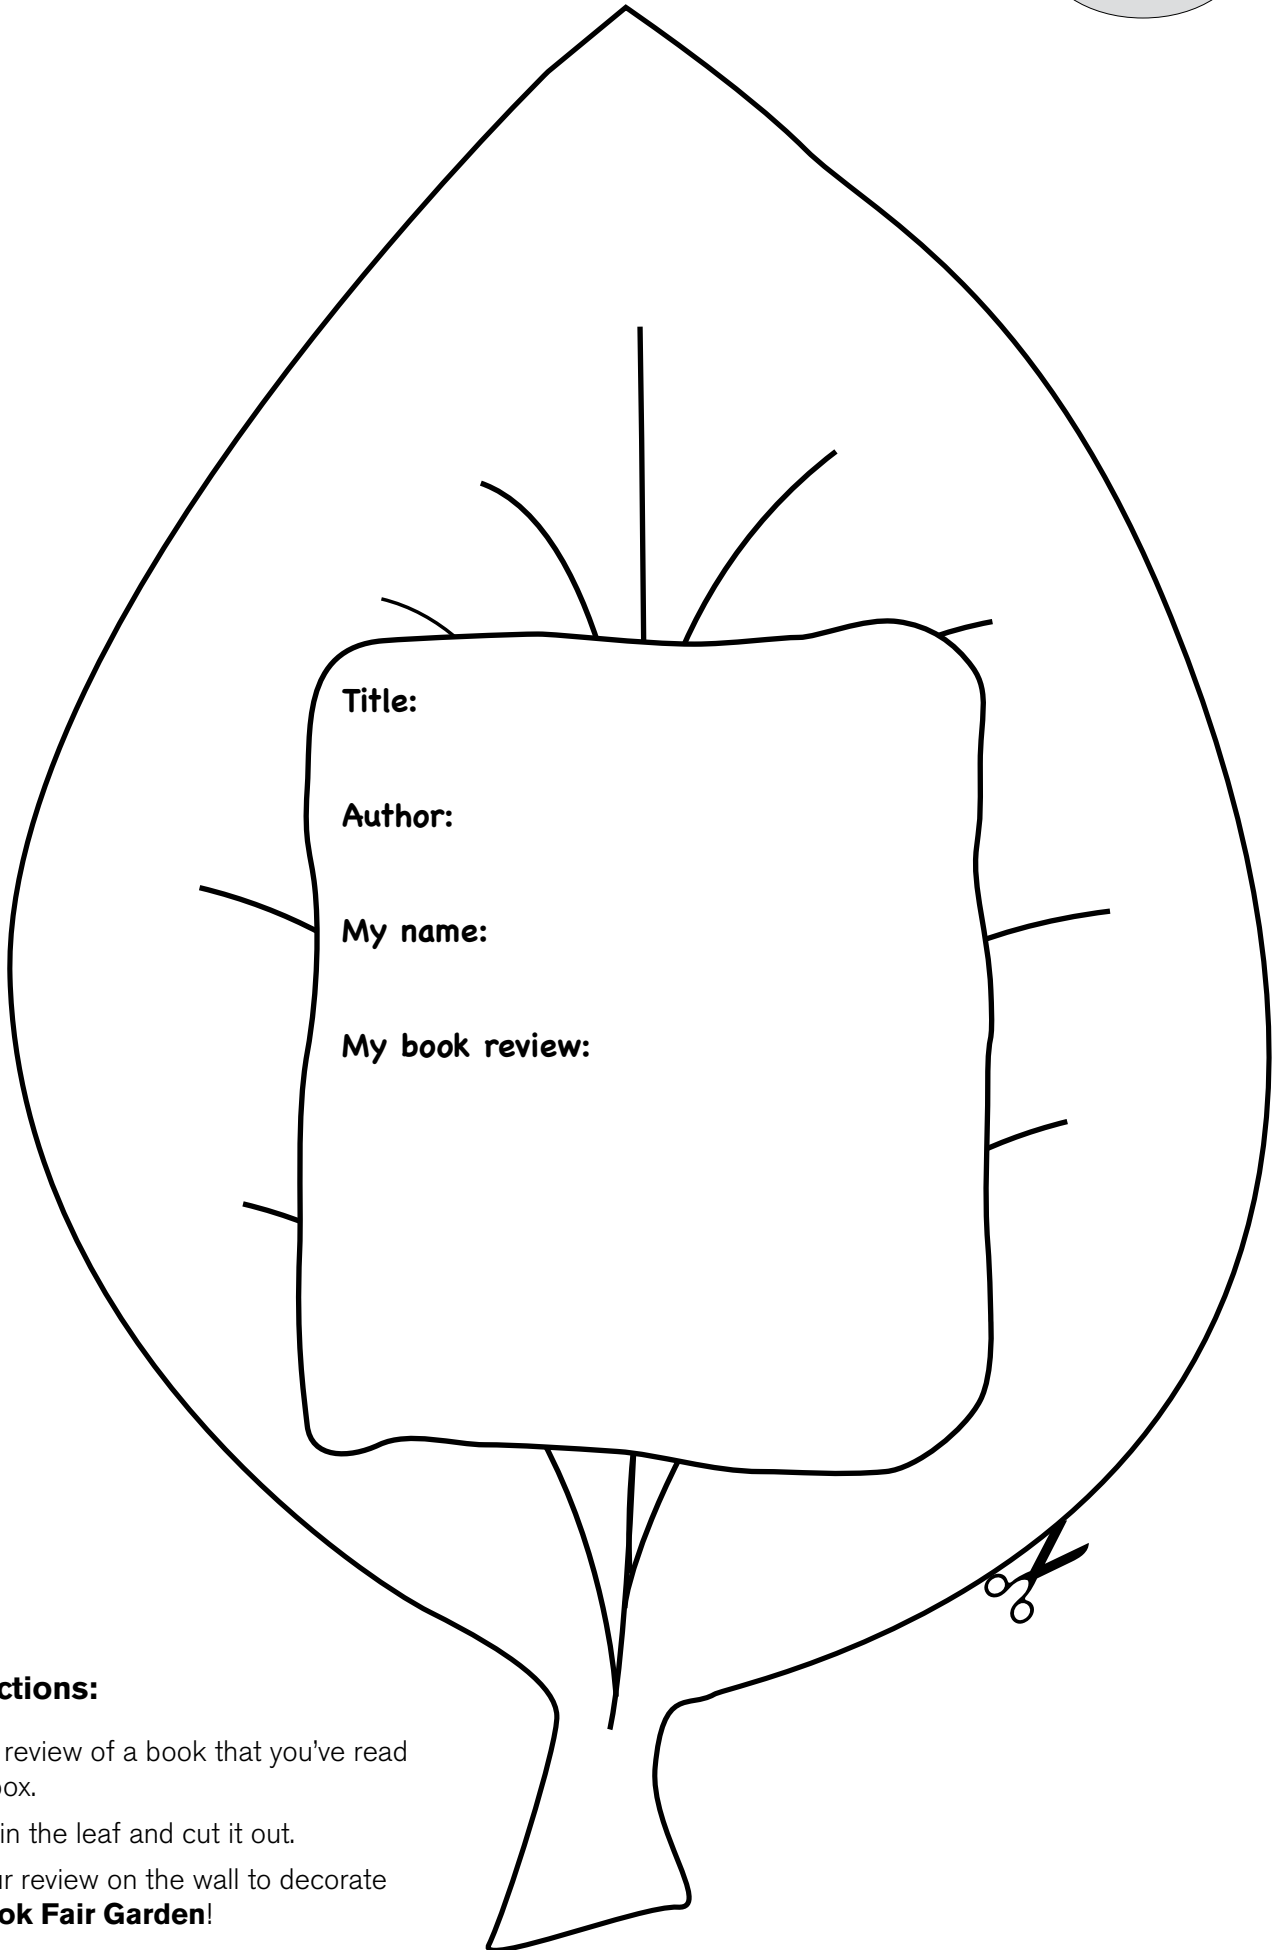 Title:
Author:
My name:
My book review:
ctions:
review of a book that you've read
ox.
in the leaf and cut it out.
r review on the wall to decorate
ok Fair Garden!